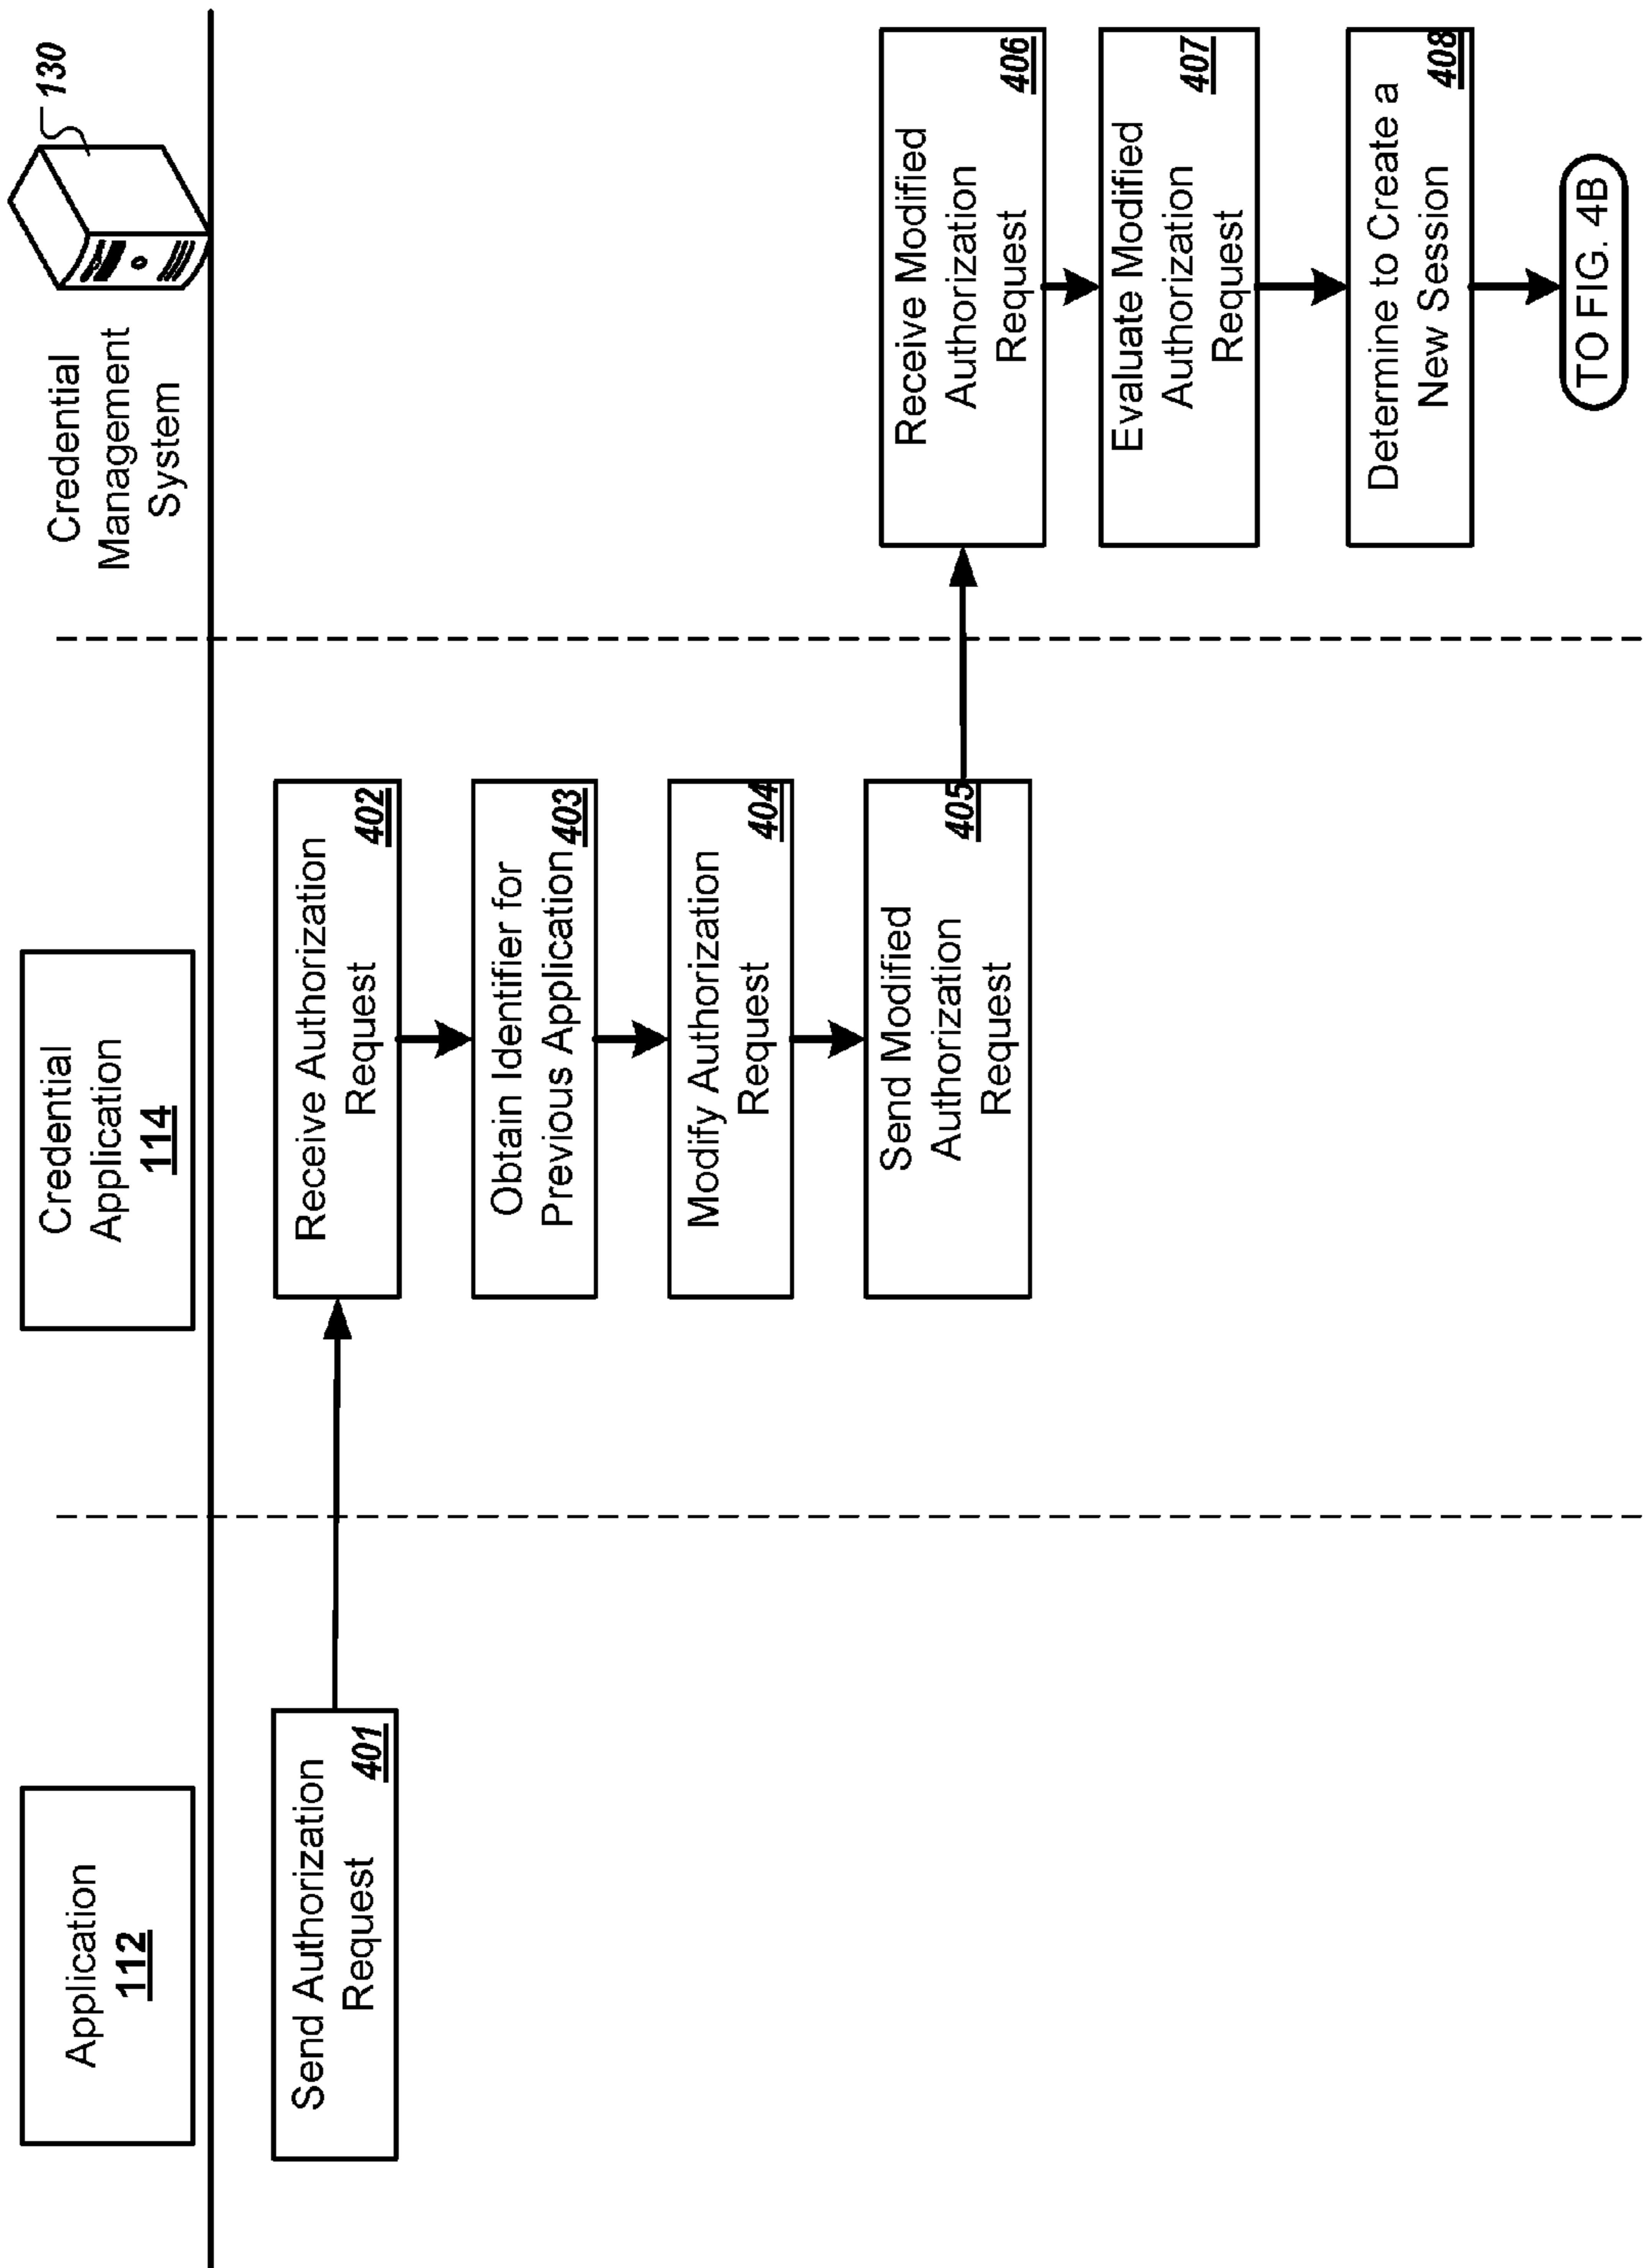 Application
112
Credential
Application
114
Credential
Management
System
130
Send Authorization
Request
401
Receive Authorization
Request
402
Obtain Identifier for
Previous Application
403
Modify Authorization
Request
404
Send Modified
Authorization
Request
405
Receive Modified
Authorization
Request
406
Evaluate Modified
Authorization
Request
407
Determine to Create a
New Session
408
TO FIG. 4B